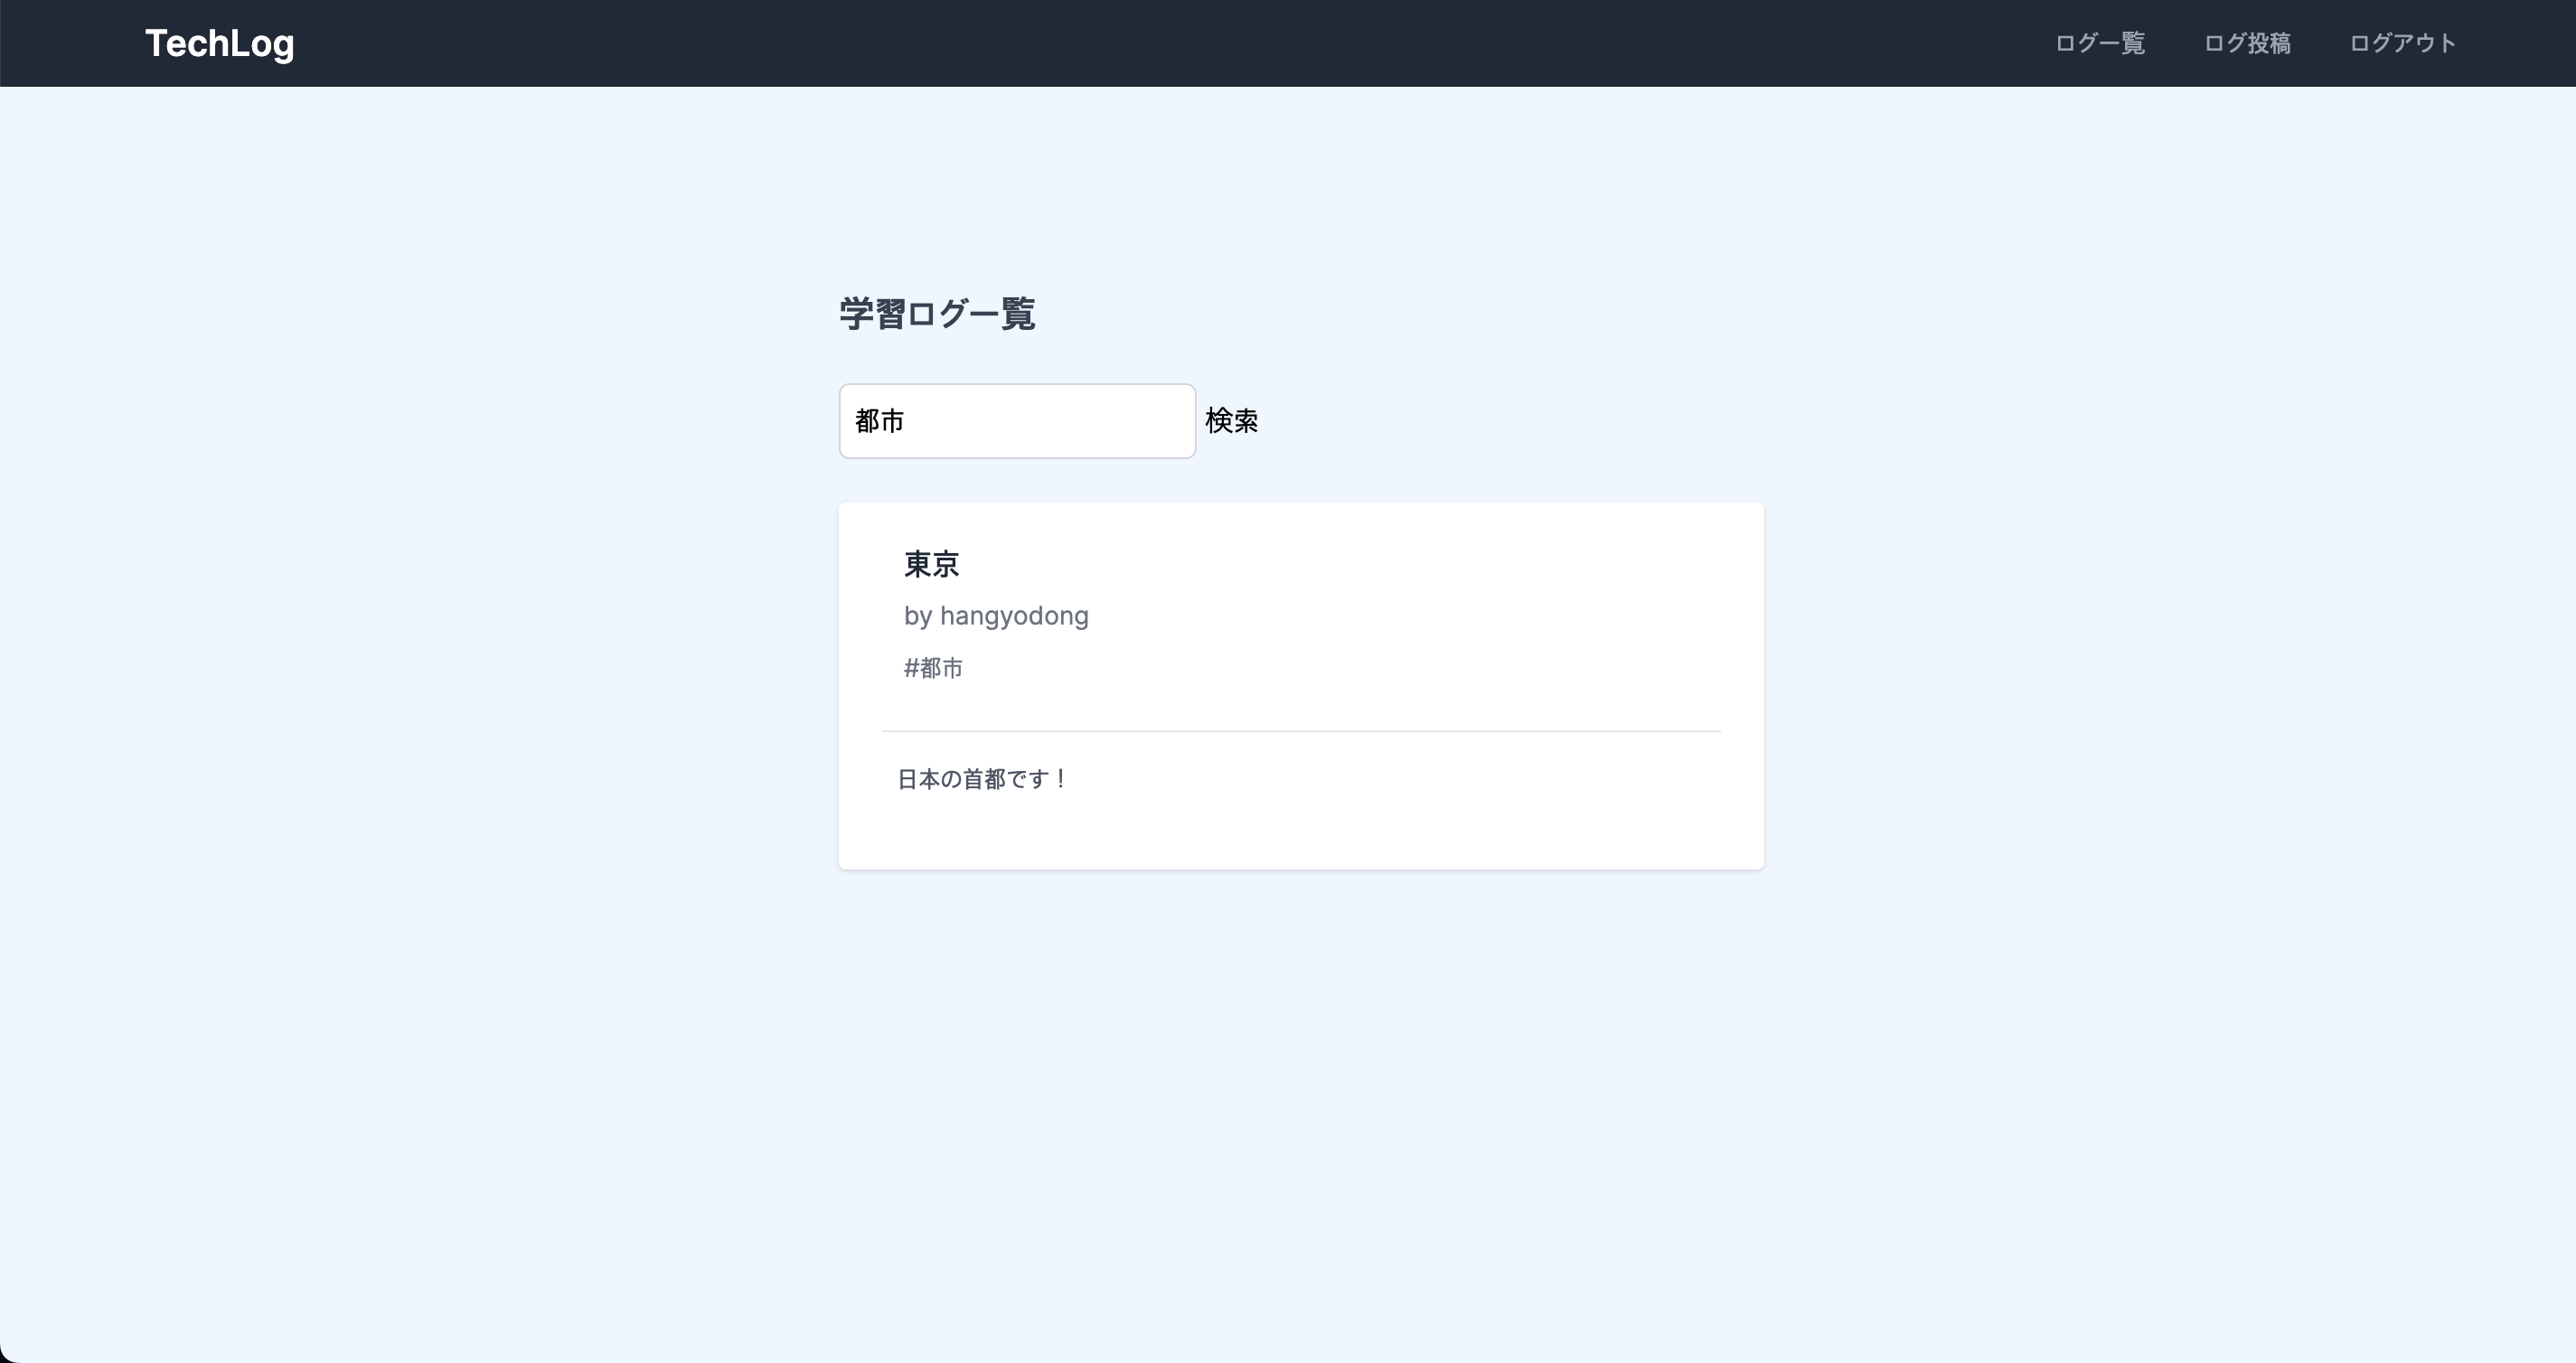 TechLog
ログ一覧 ログ投稿 ログアウト
学習ログ一覧
都市 検索
東京
by hangyodong
#都市
日本の首都です！